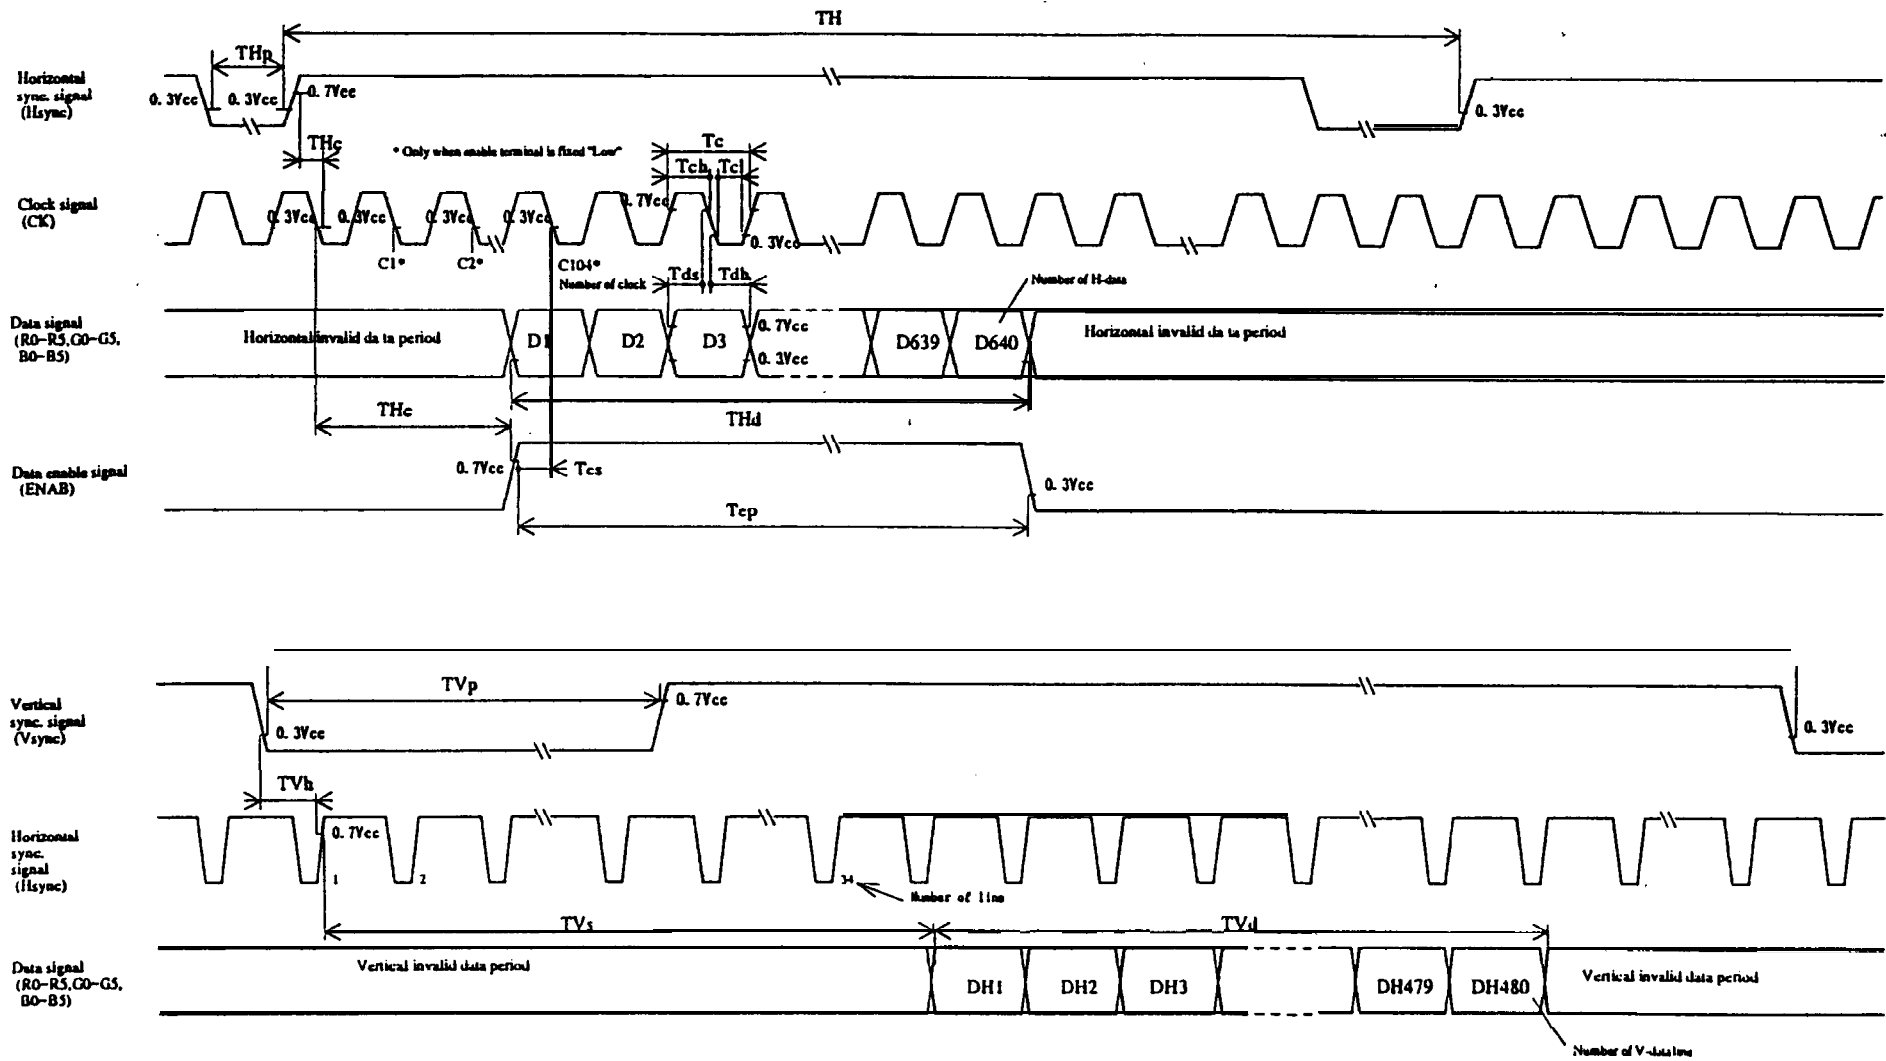 TH
THp
Horizontal
sync. signal
(Hsync)
0. 3Vcc
0. 3Vcc
0. 7Vcc
0. 3Vcc
THc
* Only when enable terminal is fixed "Low"
Tc
Tch
Tcl
Clock signal
(CK)
0. 3Vcc
0. 3Vcc
0. 3Vcc
0. 3Vcc
0. 7Vcc
0. 3Vcc
C1*
C2*
C104*
Number of clock
Tds
Tdh
Number of H-data
Data signal
(R0-R5,G0-G5,
B0-B5)
Horizontal invalid da ta period
D1
D2
D3
0. 7Vcc
0. 3Vcc
D639
D640
Horizontal invalid da ta period
THe
THd
Data enable signal
(ENAB)
0. 7Vcc
Tes
0. 3Vcc
Tep
Vertical
sync. signal
(Vsync)
TVp
0. 7Vcc
0. 3Vcc
0. 3Vcc
TVh
Horizontal
sync.
signal
(Hsync)
0. 7Vcc
1
2
34
Number of line
TVs
TVd
Data signal
(R0-R5,G0-G5,
B0-B5)
Vertical invalid data period
DH1
DH2
DH3
DH479
DH480
Vertical invalid data period
Number of V-data line